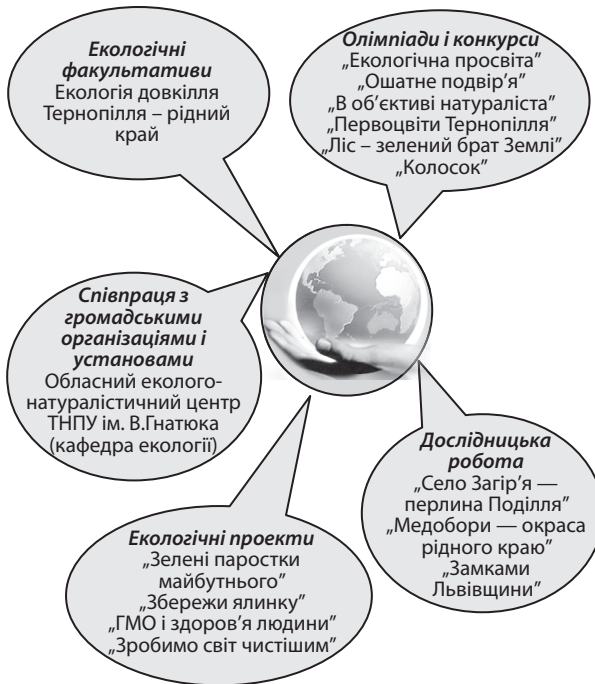 Екологічні
факультативи
Екологія довкілля
Тернопілля – рідний
край
Олімпіади і конкурси
„Екологічна просвіта”
„Ошатне подвір’я”
„В об’єктиві натураліста”
„Первоцвіти Тернопілля”
„Ліс – зелений брат Землі”
„Колосок”
Співпраця з
громадськими
організаціями і
установами
Обласний еколого-
натуралістичний центр
ТНПУ ім. В.Гнатюка
(кафедра екології)
Дослідницька
робота
„Село Загір’я —
перлина Поділля”
„Медобори — окраса
рідного краю”
„Замками
Львівщини”
Екологічні проекти
„Зелені паростки
майбутнього”
„Збережи ялинку”
„ГМО і здоров’я людини”
„Зробимо світ чистішим”